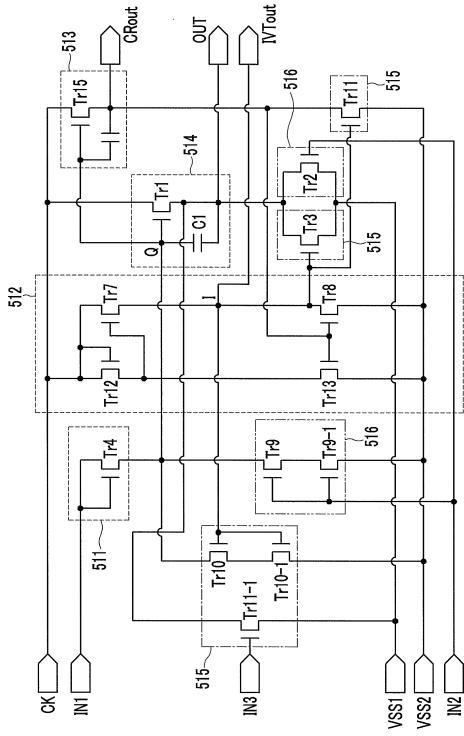 CRout
OUT
IVTout
513
Tr15
514
516
Tr11
515
Tr1
Q
C1
Tr2
Tr3
515
512
Tr7
I
Tr8
Tr12
Tr13
Tr4
511
Tr9
Tr9-1
516
Tr10
Tr10-1
Tr11-1
515
CK
IN1
IN3
VSS1
VSS2
IN2